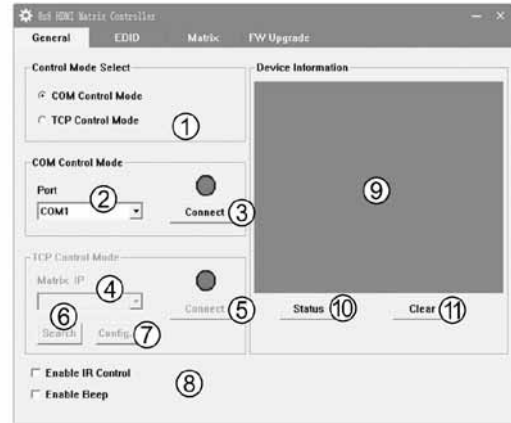 8x8 HDMI Matrix Controller
General EDID Matrix FW Upgrade
Control Mode Select
COM Control Mode
TCP Control Mode
①
COM Control Mode
Port
②
COM1
Connect ③
TCP Control Mode
Matrix IP
④
Connect ⑤
⑥
Search Config.. ⑦
Enable IR Control
⑧
Enable Beep
Device Information
⑨
Status ⑩ Clear ⑪